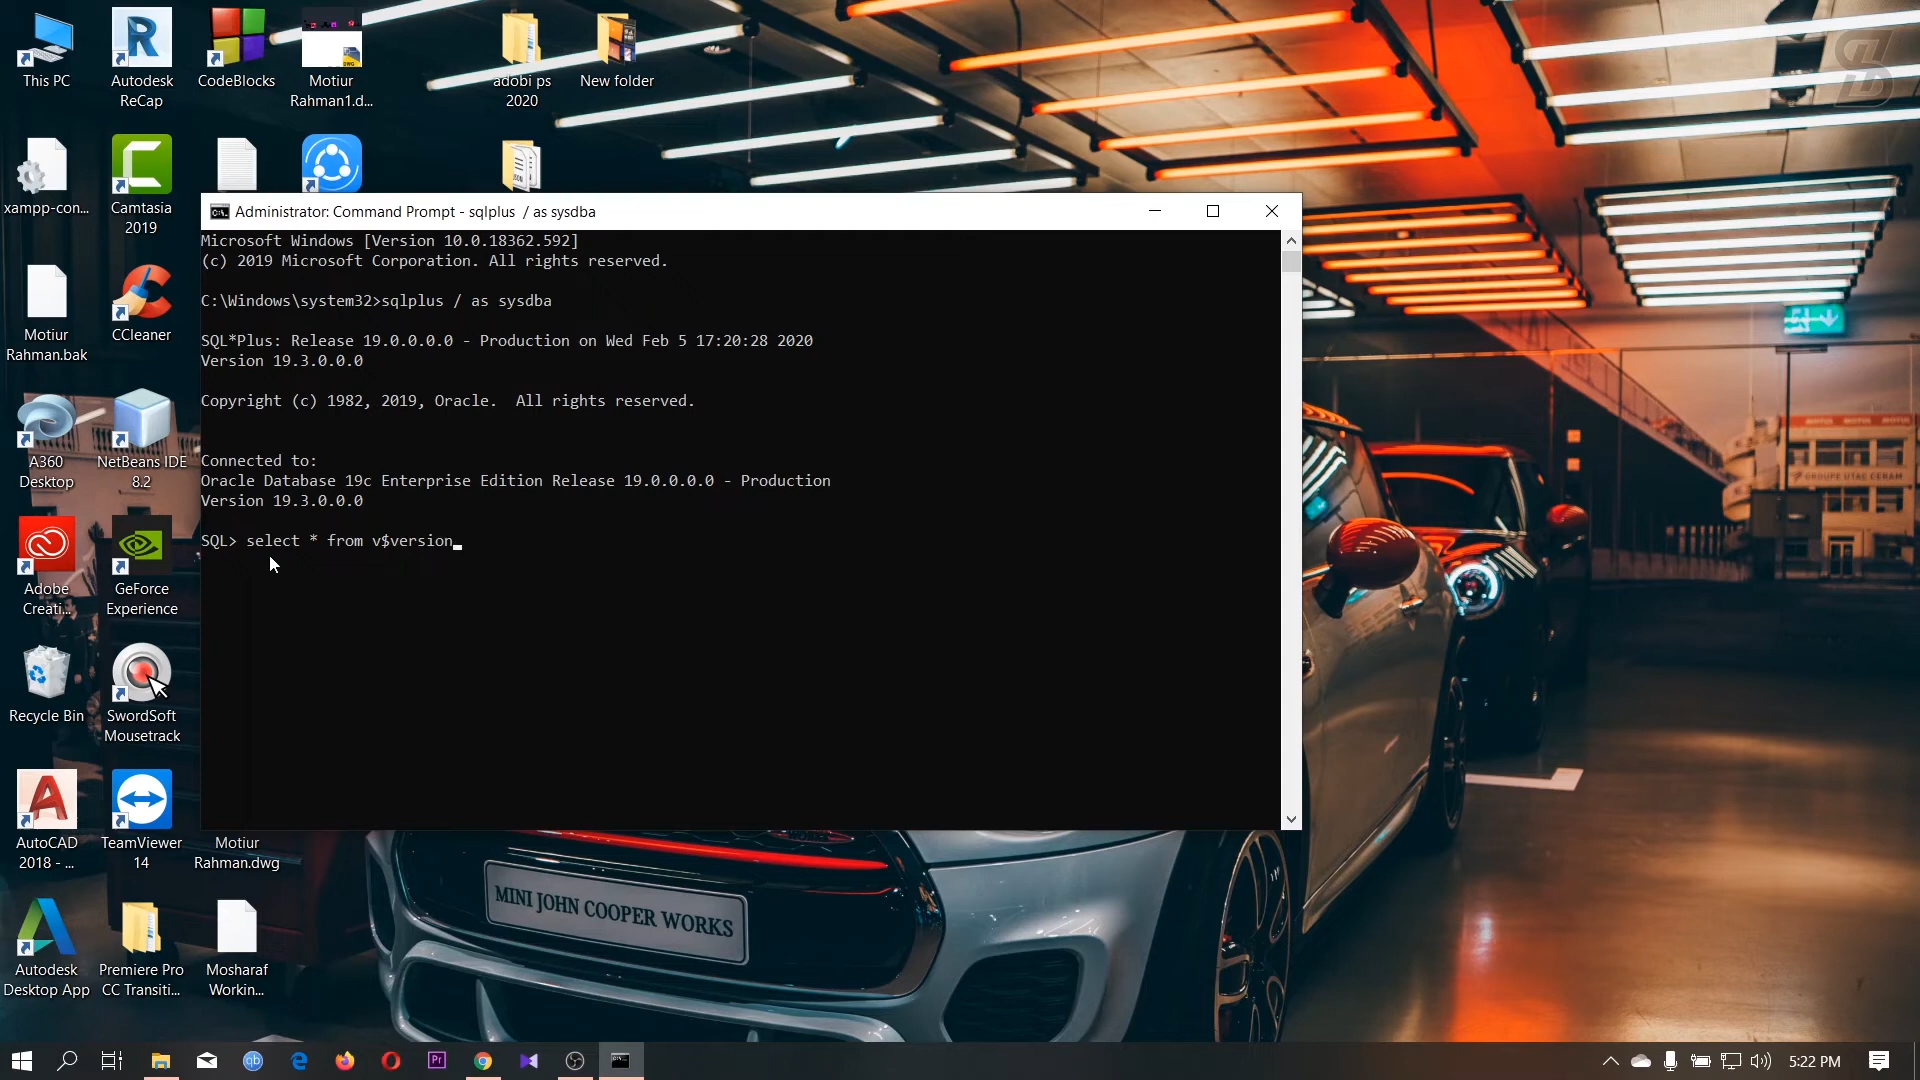 This PC
Autodesk
ReCap
CodeBlocks
Motiur
Rahman1.d...
adobi ps
2020
New folder
xampp-con...
Camtasia
2019
Motiur
Rahman.bak
CCleaner
A360
Desktop
NetBeans IDE
8.2
Adobe
Creati...
GeForce
Experience
Recycle Bin
SwordSoft
Mousetrack
AutoCAD
2018 - ...
TeamViewer
14
Motiur
Rahman.dwg
Autodesk
Desktop App
Premiere Pro
CC Transiti...
Mosharaf
Workin...
Administrator: Command Prompt - sqlplus / as sysdba
Microsoft Windows [Version 10.0.18362.592]
(c) 2019 Microsoft Corporation. All rights reserved.
C:\Windows\system32>sqlplus / as sysdba
SQL*Plus: Release 19.0.0.0.0 - Production on Wed Feb 5 17:20:28 2020
Version 19.3.0.0.0
Copyright (c) 1982, 2019, Oracle.  All rights reserved.
Connected to:
Oracle Database 19c Enterprise Edition Release 19.0.0.0.0 - Production
Version 19.3.0.0.0
SQL> select * from v$version
MINI JOHN COOPER WORKS
5:22 PM